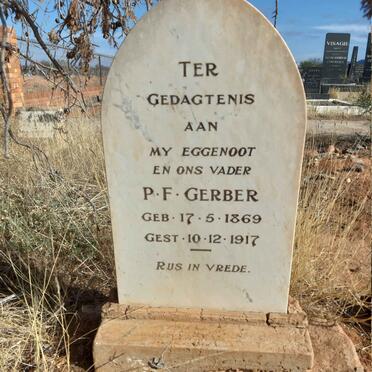 VISAGIE
TER
GEDAGTENIS
AAN
MY EGGENOOT
EN ONS VADER
P·F·GERBER
GEB·17·5·1869
GEST·10·12·1917
RUS IN VREDE.